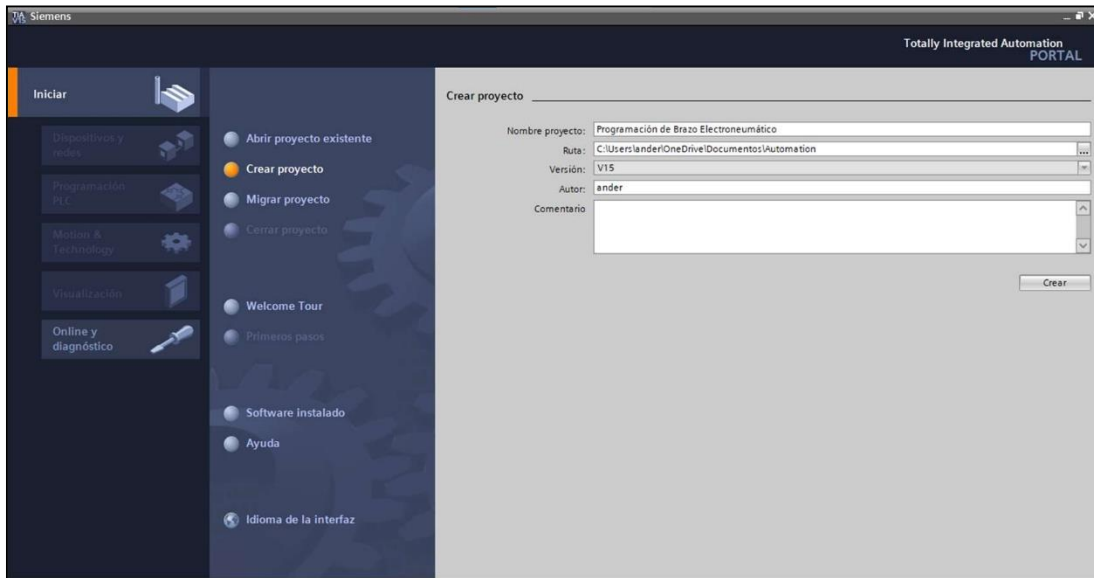 TIA V15 Siemens
Totally Integrated Automation
PORTAL
Iniciar
Dispositivos y
redes
Programación
PLC
Motion &
Technology
Visualización
Online y
diagnóstico
Abrir proyecto existente
Crear proyecto
Migrar proyecto
Cerrar proyecto
Welcome Tour
Primeros pasos
Software instalado
Ayuda
Idioma de la interfaz
Crear proyecto
Nombre proyecto: Programación de Brazo Electroneumático
Ruta: C:\Users\ander\OneDrive\Documentos\Automation ...
Versión: V15
Autor: ander
Comentario
Crear